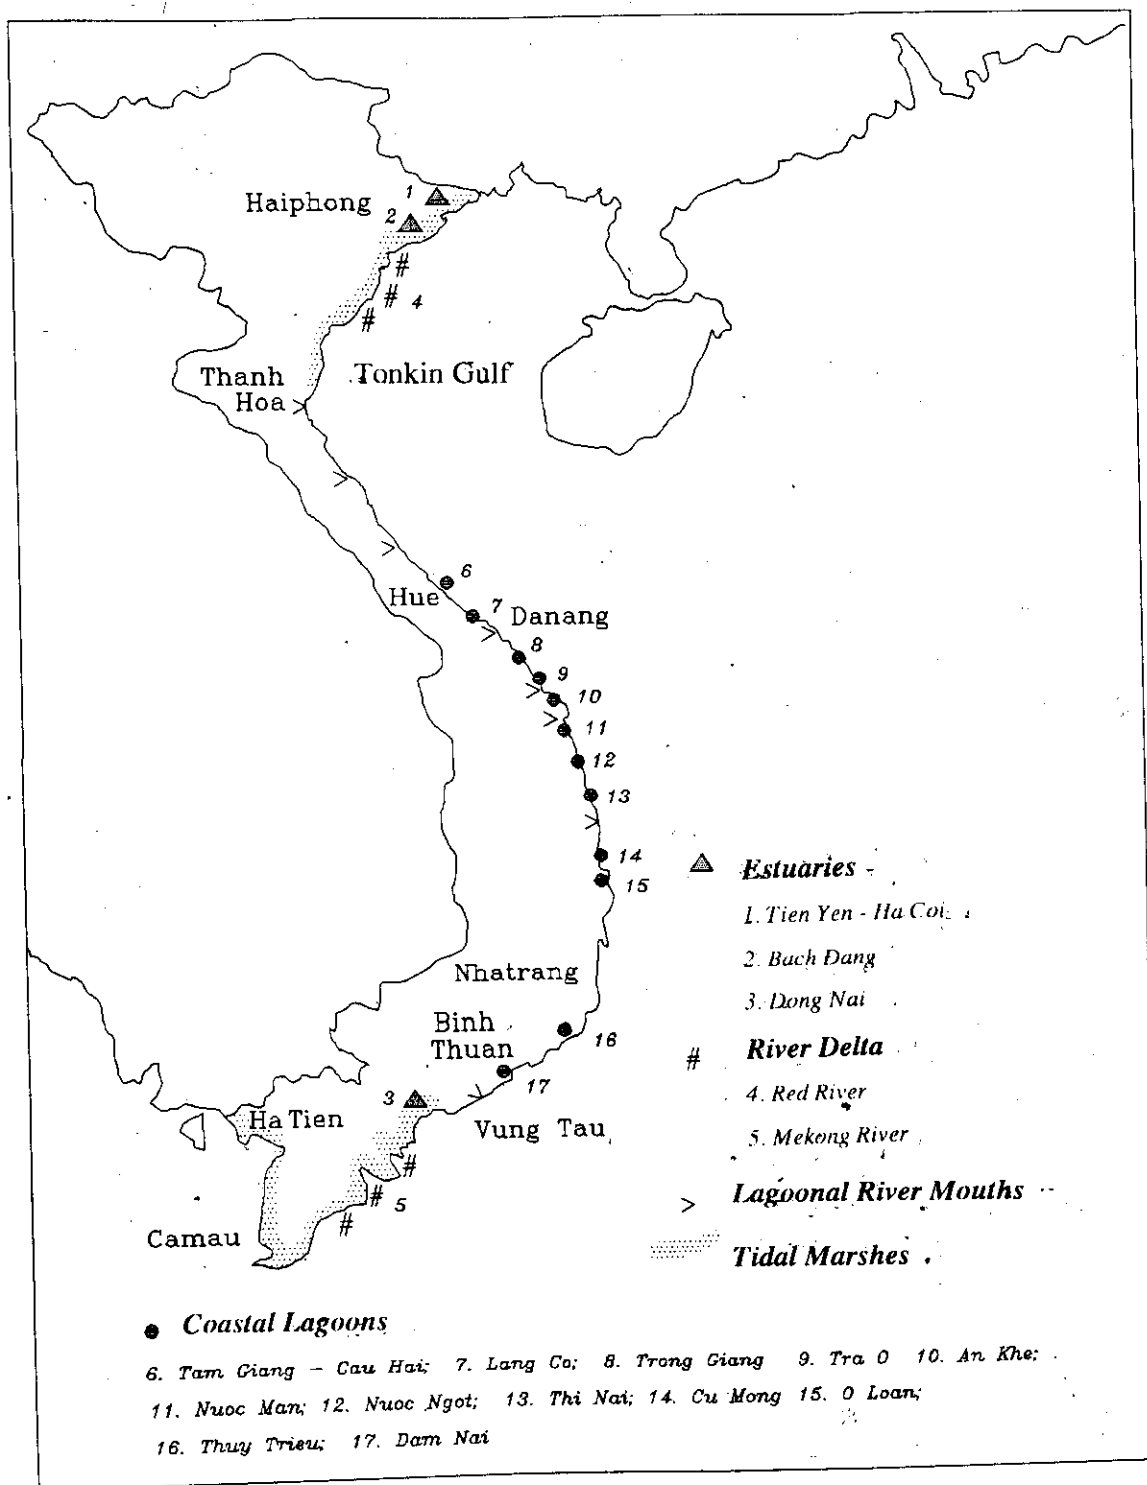 1
Haiphong
2
#
#
4
#
Thanh
Hoa >
Tonkin Gulf
>
>
6
Hue
7
Danang
>
8
9
>
10
>
11
12
13
>
14
15
Nhatrang
Binh
Thuan
16
17
3
>
Ha Tien
Vung Tau
#
#
5
#
Camau
Estuaries
1. Tien Yen - Ha Coi
2. Bach Dang
3. Dong Nai
# River Delta
4. Red River
5. Mekong River
> Lagoonal River Mouths
Tidal Marshes
Coastal Lagoons
6. Tam Giang - Cau Hai; 7. Lang Co; 8. Trong Giang 9. Tra O 10. An Khe;
11. Nuoc Man; 12. Nuoc Ngot; 13. Thi Nai; 14. Cu Mong 15. O Loan;
16. Thuy Trieu; 17. Dam Nai